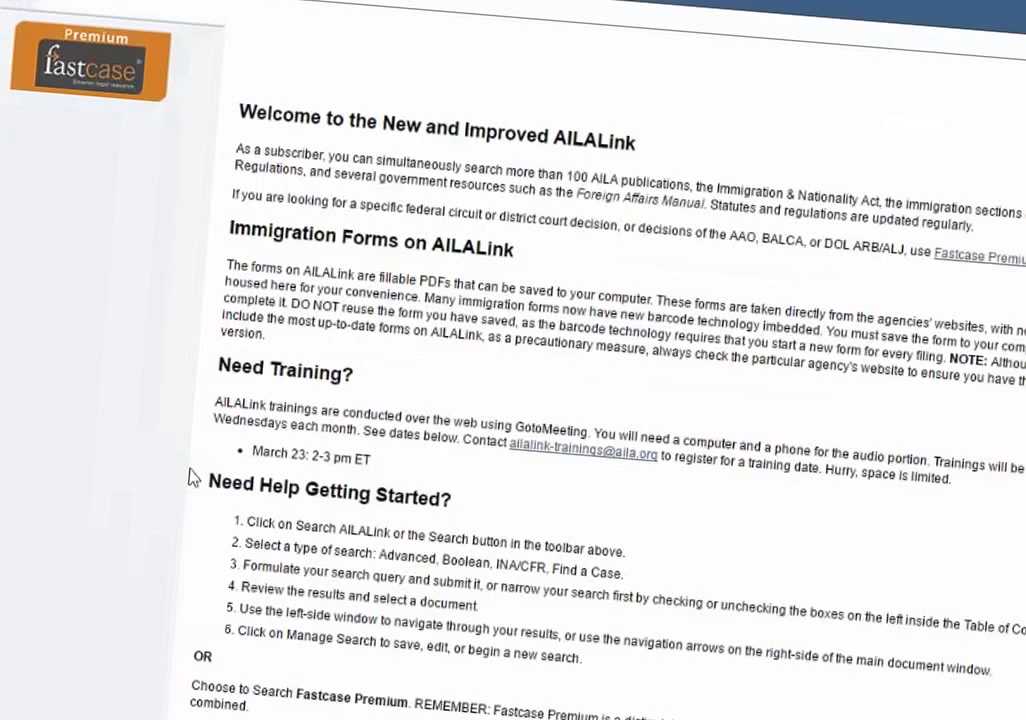 Premium
fastcase
Smarter legal research.
Welcome to the New and Improved AILALink
As a subscriber, you can simultaneously search more than 100 AILA publications, the Immigration & Nationality Act, the immigration sections
Regulations, and several government resources such as the Foreign Affairs Manual. Statutes and regulations are updated regularly.
If you are looking for a specific federal circuit or district court decision, or decisions of the AAO, BALCA, or DOL ARB/ALJ, use Fastcase Premiu
Immigration Forms on AILALink
The forms on AILALink are fillable PDFs that can be saved to your computer. These forms are taken directly from the agencies' websites, with
housed here for your convenience. Many immigration forms now have new barcode technology imbedded. You must save the form to your com
complete it. DO NOT reuse the form you have saved, as the barcode technology requires that you start a new form for every filing. NOTE: Althou
include the most up-to-date forms on AILALink, as a precautionary measure, always check the particular agency's website to ensure you have
version.
Need Training?
AILALink trainings are conducted over the web using GotoMeeting. You will need a computer and a phone for the audio portion. Trainings will be
Wednesdays each month. See dates below. Contact ailalink-trainings@aila.org to register for a training date. Hurry, space is limited.
• March 23: 2-3 pm ET
Need Help Getting Started?
1. Click on Search AILALink or the Search button in the toolbar above.
2. Select a type of search: Advanced, Boolean, INA/CFR, Find a Case.
3. Formulate your search query and submit it, or narrow your search first by checking or unchecking the boxes on the left inside the Table of Co
4. Review the results and select a document
5. Use the left-side window to navigate through your results, or use the navigation arrows on the right-side of the main document window.
6. Click on Manage Search to save, edit, or begin a new search.
OR
Choose to Search Fastcase Premium. REMEMBER: Fastcase Premium is a
combined.